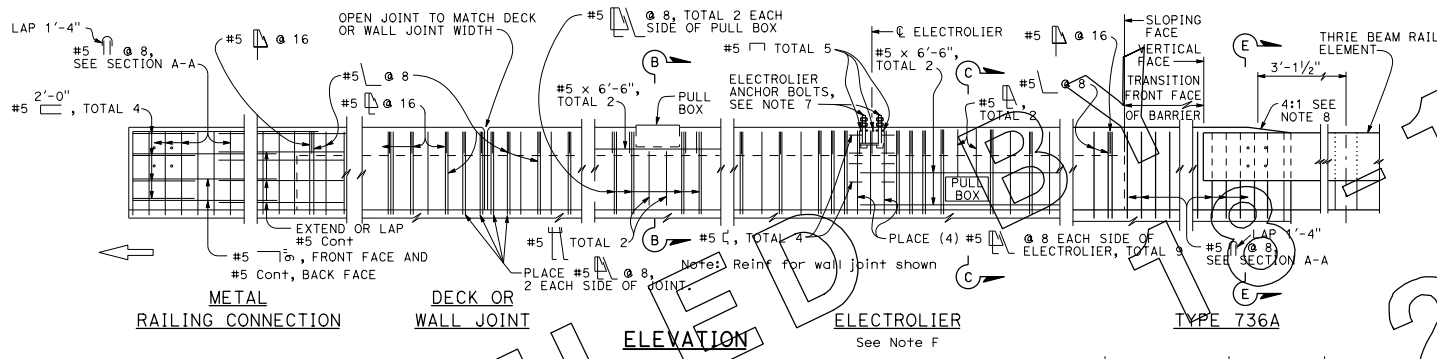 LAP 1'-4"
#5 @ 8,
SEE SECTION A-A
#5 2'-0", TOTAL 4
#5 @ 16
OPEN JOINT TO MATCH DECK
OR WALL JOINT WIDTH
#5 @ 8
#5 @ 16
#5 @ 8, TOTAL 2 EACH
SIDE OF PULL BOX
#5 x 6'-6",
TOTAL 2
B
PULL
BOX
#5 TOTAL 5
℄ ELECTROLIER
ELECTROLIER
ANCHOR BOLTS,
SEE NOTE 7
#5 x 6'-6",
TOTAL 2
C
#5 ,
TOTAL 2
#5 @ 16
#5 @ 8
SLOPING
FACE
VERTICAL
FACE
TRANSITION
FRONT FACE
OF BARRIER
E
THRIE BEAM RAIL
ELEMENT
3'-1½"
4:1 SEE
NOTE 8
PULL
BOX
EXTEND OR LAP
#5 Cont
#5 , FRONT FACE AND
#5 Cont, BACK FACE
PLACE #5 @ 8,
2 EACH SIDE OF JOINT.
#5 TOTAL 2
B
#5 , TOTAL 4
Note: Reinf for wall joint shown
PLACE (4) #5 @ 8 EACH SIDE OF
ELECTROLIER, TOTAL 9
C
LAP 1'-4"
#5 @ 8,
SEE SECTION A-A
E
METAL
RAILING CONNECTION
DECK OR
WALL JOINT
ELEVATION
ELECTROLIER
See Note F
TYPE 736A